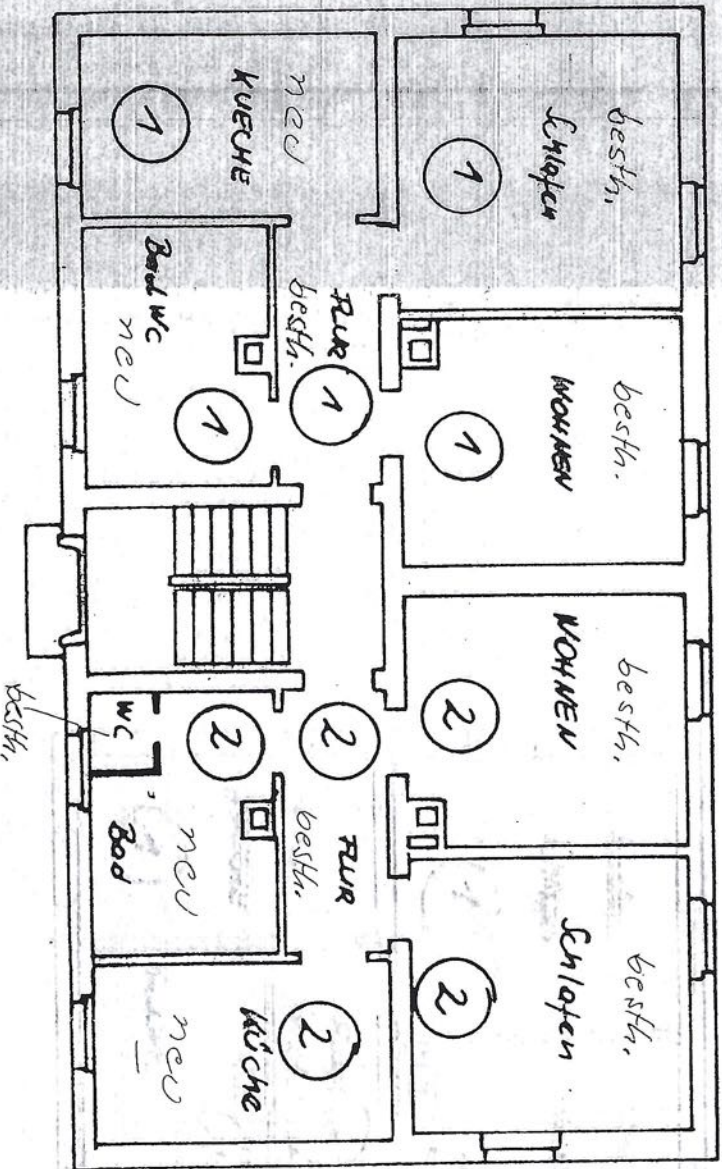 besth.
Schlafen
1
neu
KUECHE
1
besth.
WOHNEN
1
FLUR
besth.
1
Bad WC
neu
1
besth.
WOHNEN
2
2
FLUR
besth.
2
WC
besth.
neu
Bad
besth.
Schlafen
2
2
Küche
neu